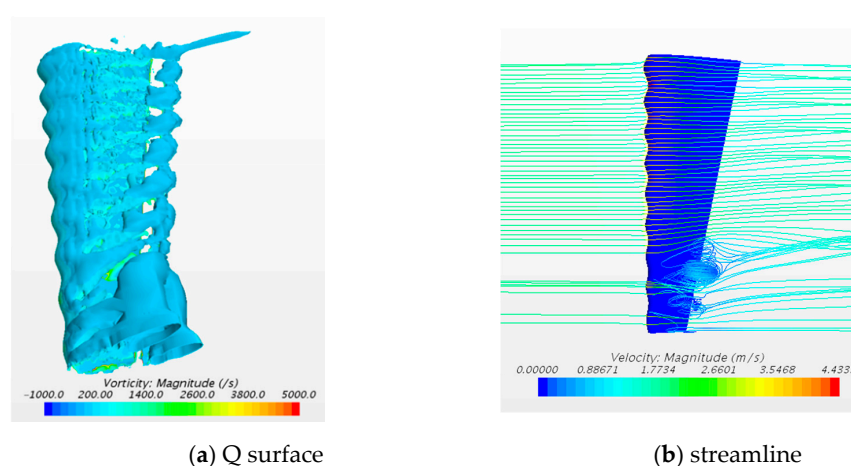 Vorticity: Magnitude (/s)
-1000.0 200.00 1400.0 2600.0 3800.0 5000.0
Velocity: Magnitude (m/s)
0.00000 0.88671 1.7734 2.6601 3.5468 4.433
(a) Q surface
(b) streamline